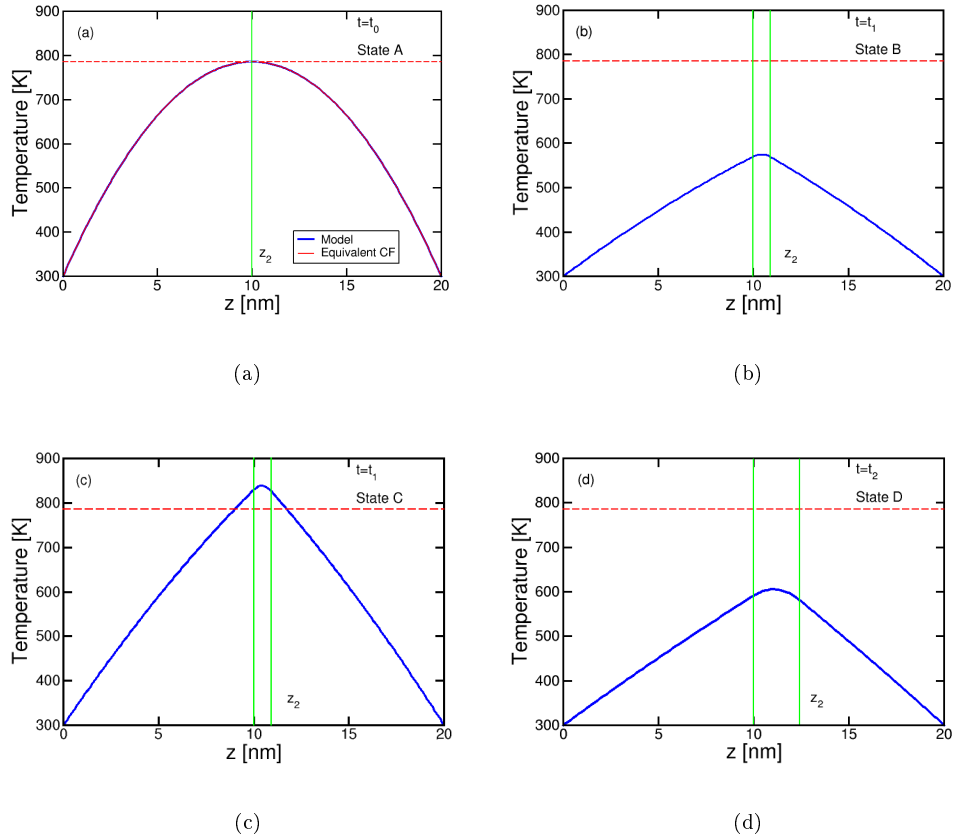 (a)
t=t0
State A
900
800
700
600
500
400
300
Temperature [K]
Model
Equivalent CF
z2
0 5 10 15 20
z [nm]
(a)
(b)
t=t1
State B
900
800
700
600
500
400
300
Temperature [K]
z2
0 5 10 15 20
z [nm]
(b)
(c)
t=t1
State C
900
800
700
600
500
400
300
Temperature [K]
z2
0 5 10 15 20
z [nm]
(c)
(d)
t=t2
State D
900
800
700
600
500
400
300
Temperature [K]
z2
0 5 10 15 20
z [nm]
(d)